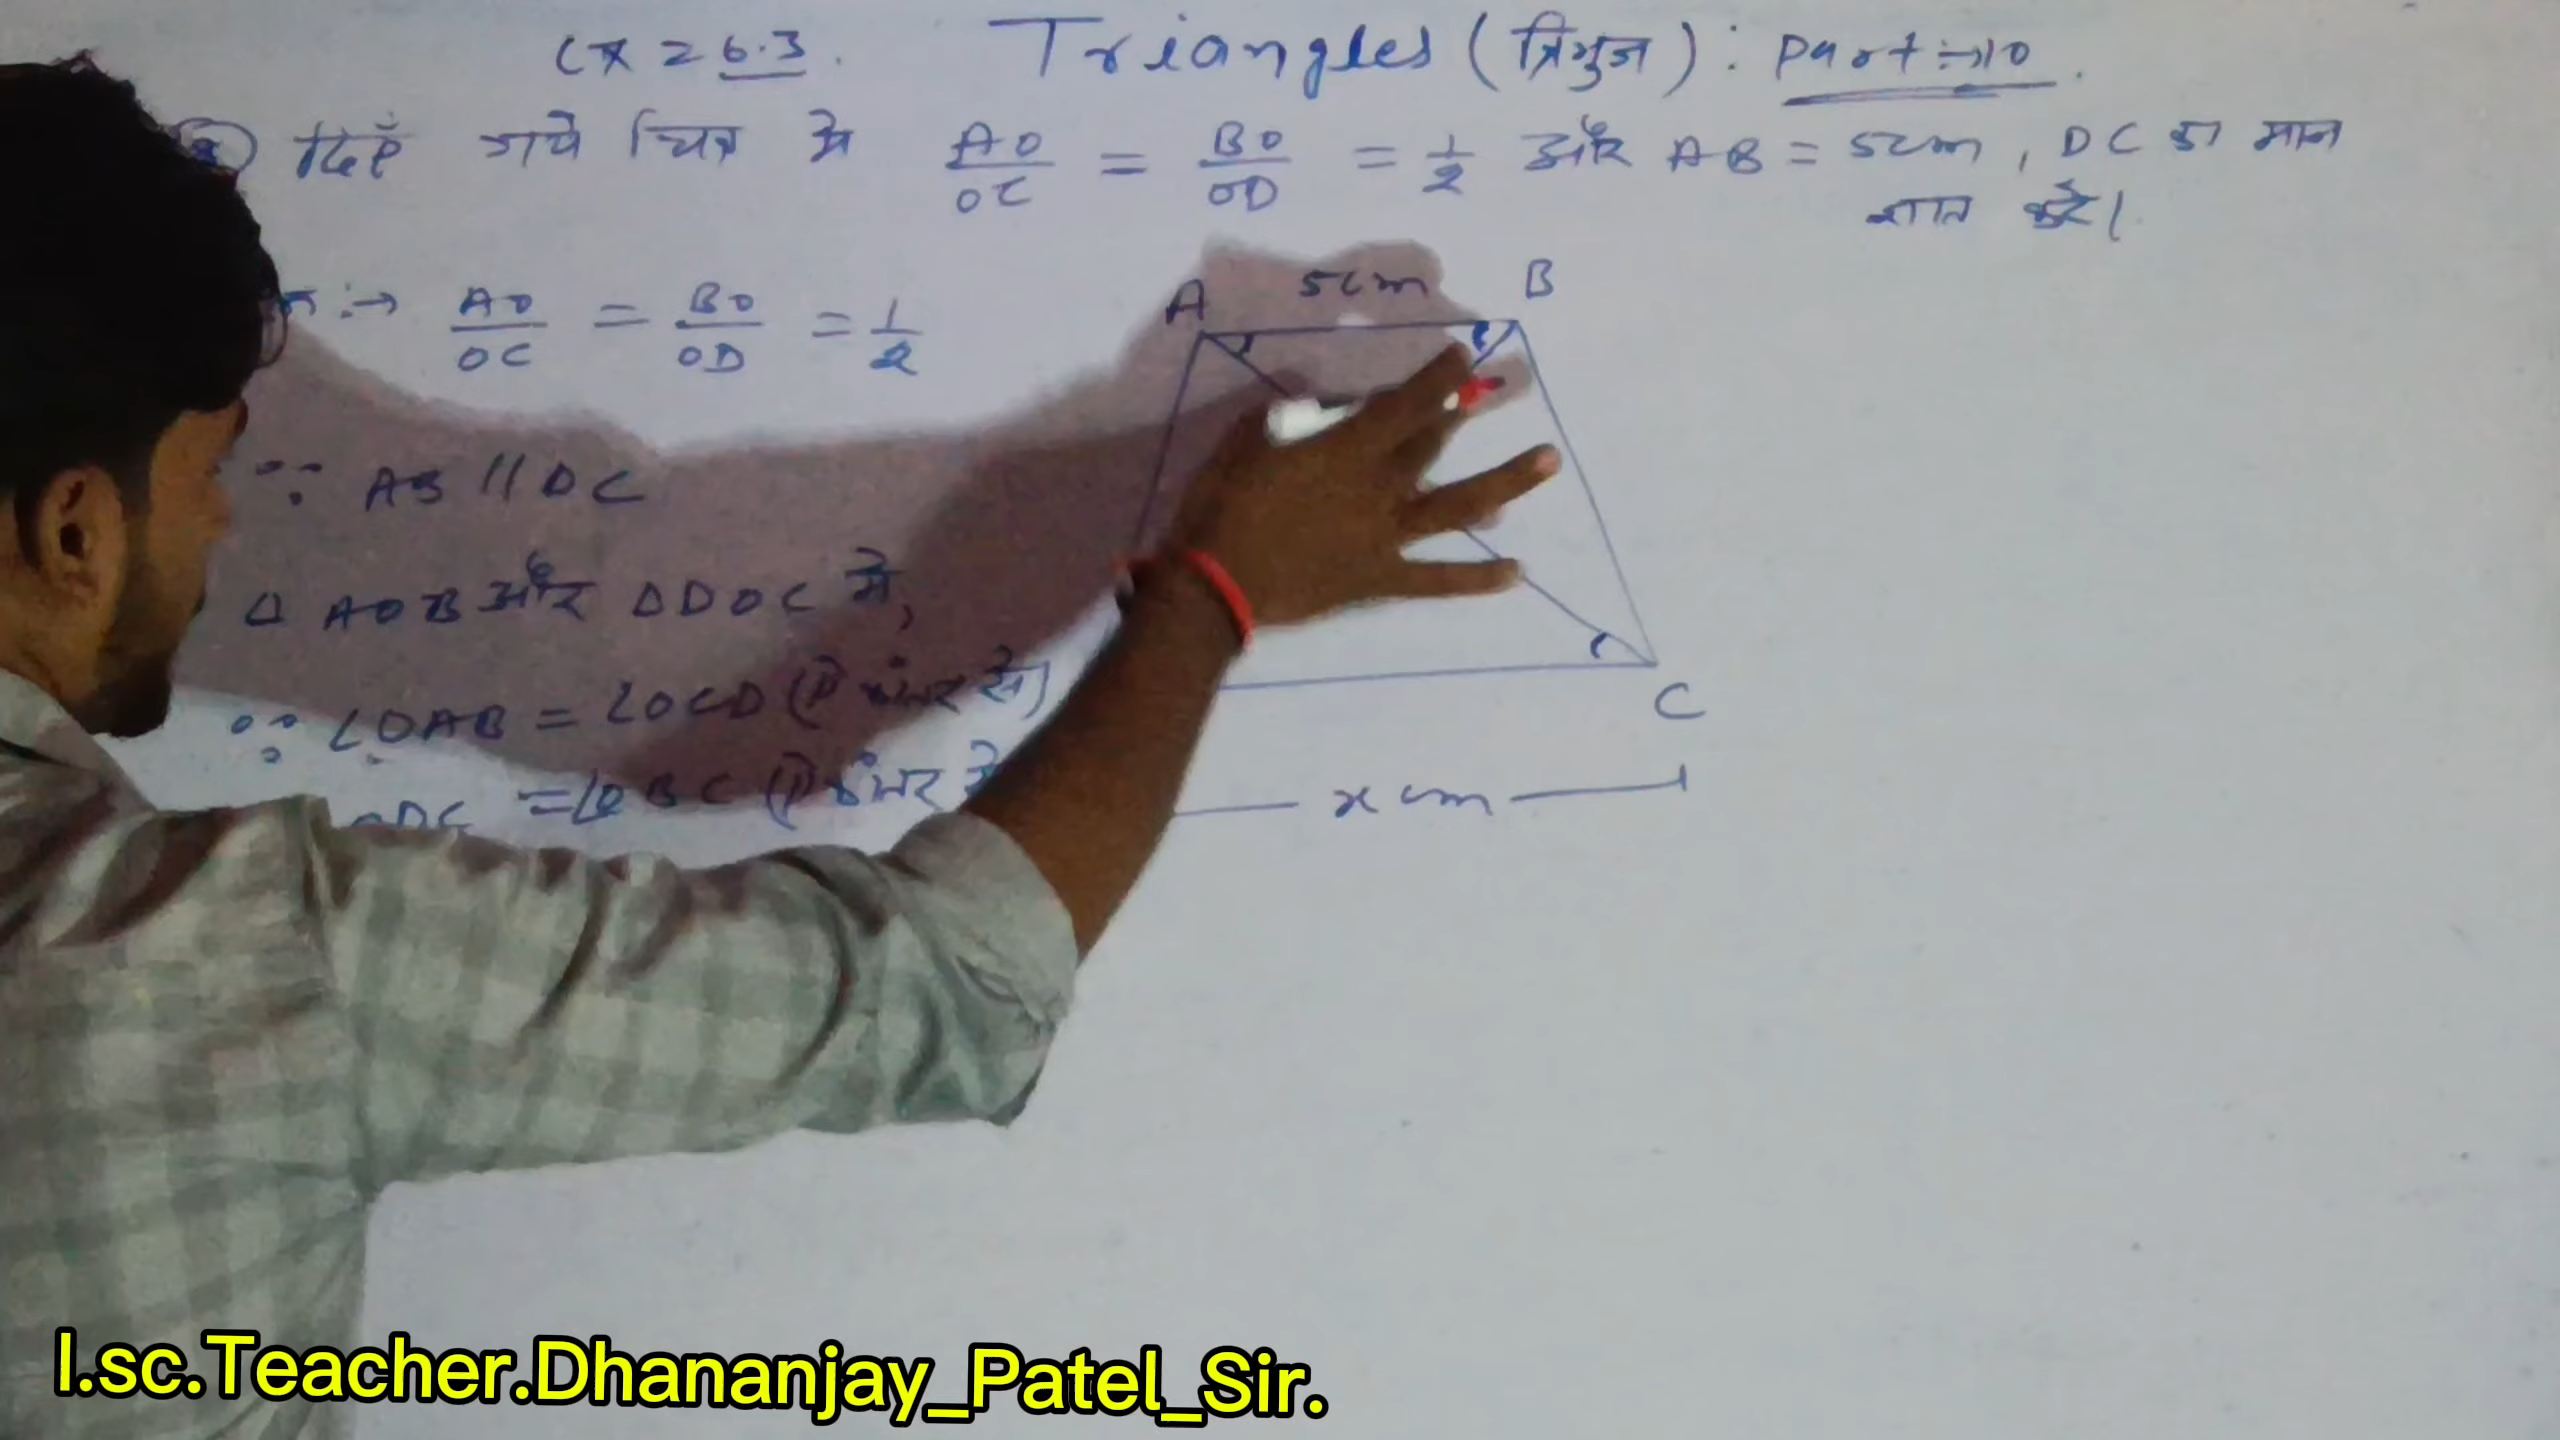 Ex = 6.3. Triangles (त्रिभुज) : Part :→ 10.
दिएँ गये चित्र में AO/OC = BO/OD = 1/2 और AB = 5cm, DC का मान
ज्ञात करें।
:→ AO/OC = BO/OD = 1/2
A 5cm B
∵ AB // DC
Δ AOB और Δ DOC में,
∵ ∠OAB = ∠OCD ( से)
C
ODC
x cm
I.sc.Teacher.Dhananjay_Patel_Sir.